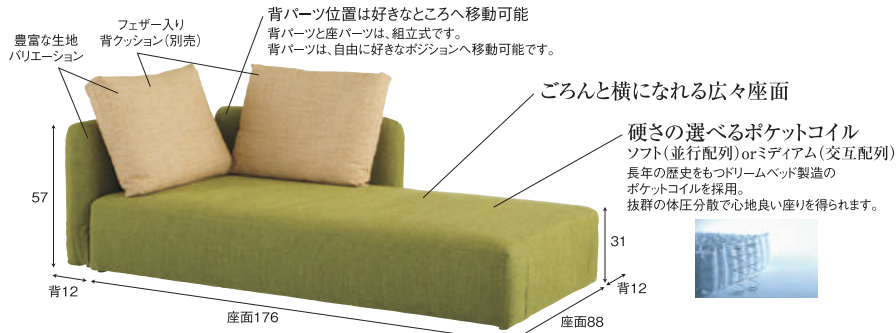 背パーツ位置は好きなところへ移動可能
背パーツと座パーツは、組立式です。
背パーツは、自由に好きなポジションへ移動可能です。
フェザー入り
背クッション(別売)
豊富な生地
バリエーション
ごろんと横になれる広々座面
硬さの選べるポケットコイル
ソフト(並行配列)orミディアム(交互配列)
長年の歴史をもつドリームベッド製造の
ポケットコイルを採用。
抜群の体圧分散で心地良い座りを得られます。
57
31
背12
背12
座面176
座面88